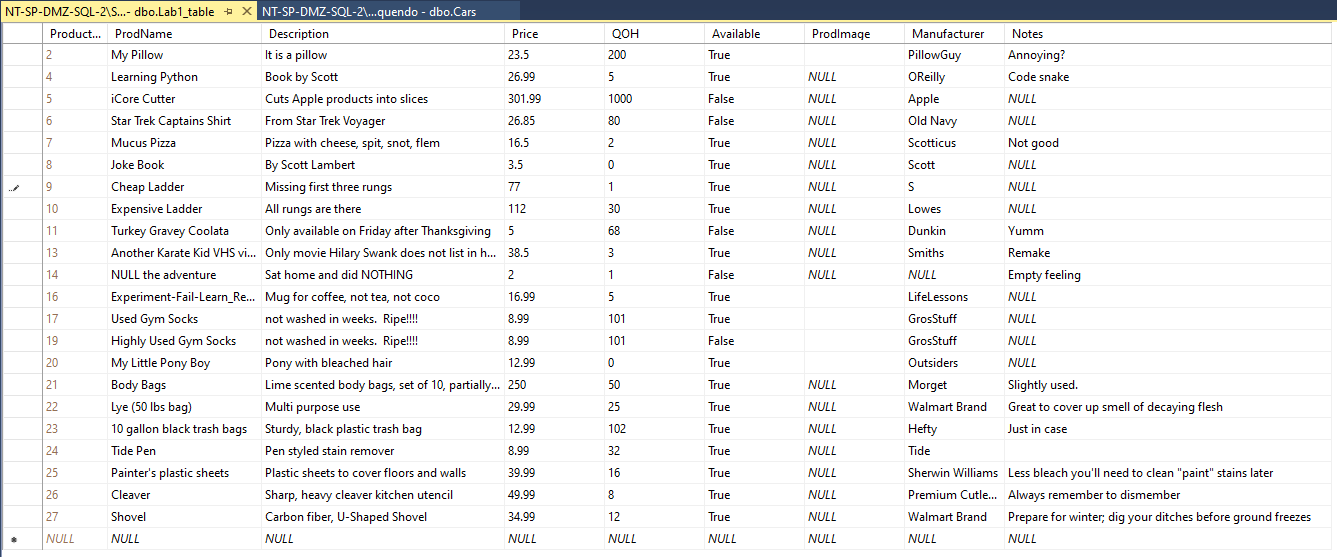 NT-SP-DMZ-SQL-2\S...- dbo.Lab1_table NT-SP-DMZ-SQL-2\...quendo - dbo.Cars
Product... ProdName Description Price QOH Available ProdImage Manufacturer Notes
2 My Pillow It is a pillow 23.5 200 True PillowGuy Annoying?
4 Learning Python Book by Scott 26.99 5 True NULL OReilly Code snake
5 iCore Cutter Cuts Apple products into slices 301.99 1000 False NULL Apple NULL
6 Star Trek Captains Shirt From Star Trek Voyager 26.85 80 False NULL Old Navy NULL
7 Mucus Pizza Pizza with cheese, spit, snot, flem 16.5 2 True NULL Scotticus Not good
8 Joke Book By Scott Lambert 3.5 0 True NULL Scott NULL
9 Cheap Ladder Missing first three rungs 77 1 True NULL S NULL
10 Expensive Ladder All rungs are there 112 30 True NULL Lowes NULL
11 Turkey Gravey Coolata Only available on Friday after Thanksgiving 5 68 False NULL Dunkin Yumm
13 Another Karate Kid VHS vi... Only movie Hilary Swank does not list in h... 38.5 3 True NULL Smiths Remake
14 NULL the adventure Sat home and did NOTHING 2 1 False NULL NULL Empty feeling
16 Experiment-Fail-Learn_Re... Mug for coffee, not tea, not coco 16.99 5 True LifeLessons NULL
17 Used Gym Socks not washed in weeks. Ripe!!!! 8.99 101 True GrosStuff NULL
19 Highly Used Gym Socks not washed in weeks. Ripe!!!! 8.99 101 False GrosStuff NULL
20 My Little Pony Boy Pony with bleached hair 12.99 0 True Outsiders NULL
21 Body Bags Lime scented body bags, set of 10, partially... 250 50 True NULL Morget Slightly used.
22 Lye (50 lbs bag) Multi purpose use 29.99 25 True NULL Walmart Brand Great to cover up smell of decaying flesh
23 10 gallon black trash bags Sturdy, black plastic trash bag 12.99 102 True NULL Hefty Just in case
24 Tide Pen Pen styled stain remover 8.99 32 True NULL Tide
25 Painter's plastic sheets Plastic sheets to cover floors and walls 39.99 16 True NULL Sherwin Williams Less bleach you'll need to clean "paint" stains later
26 Cleaver Sharp, heavy cleaver kitchen utencil 49.99 8 True NULL Premium Cutle... Always remember to dismember
27 Shovel Carbon fiber, U-Shaped Shovel 34.99 12 True NULL Walmart Brand Prepare for winter; dig your ditches before ground freezes
NULL NULL NULL NULL NULL NULL NULL NULL NULL